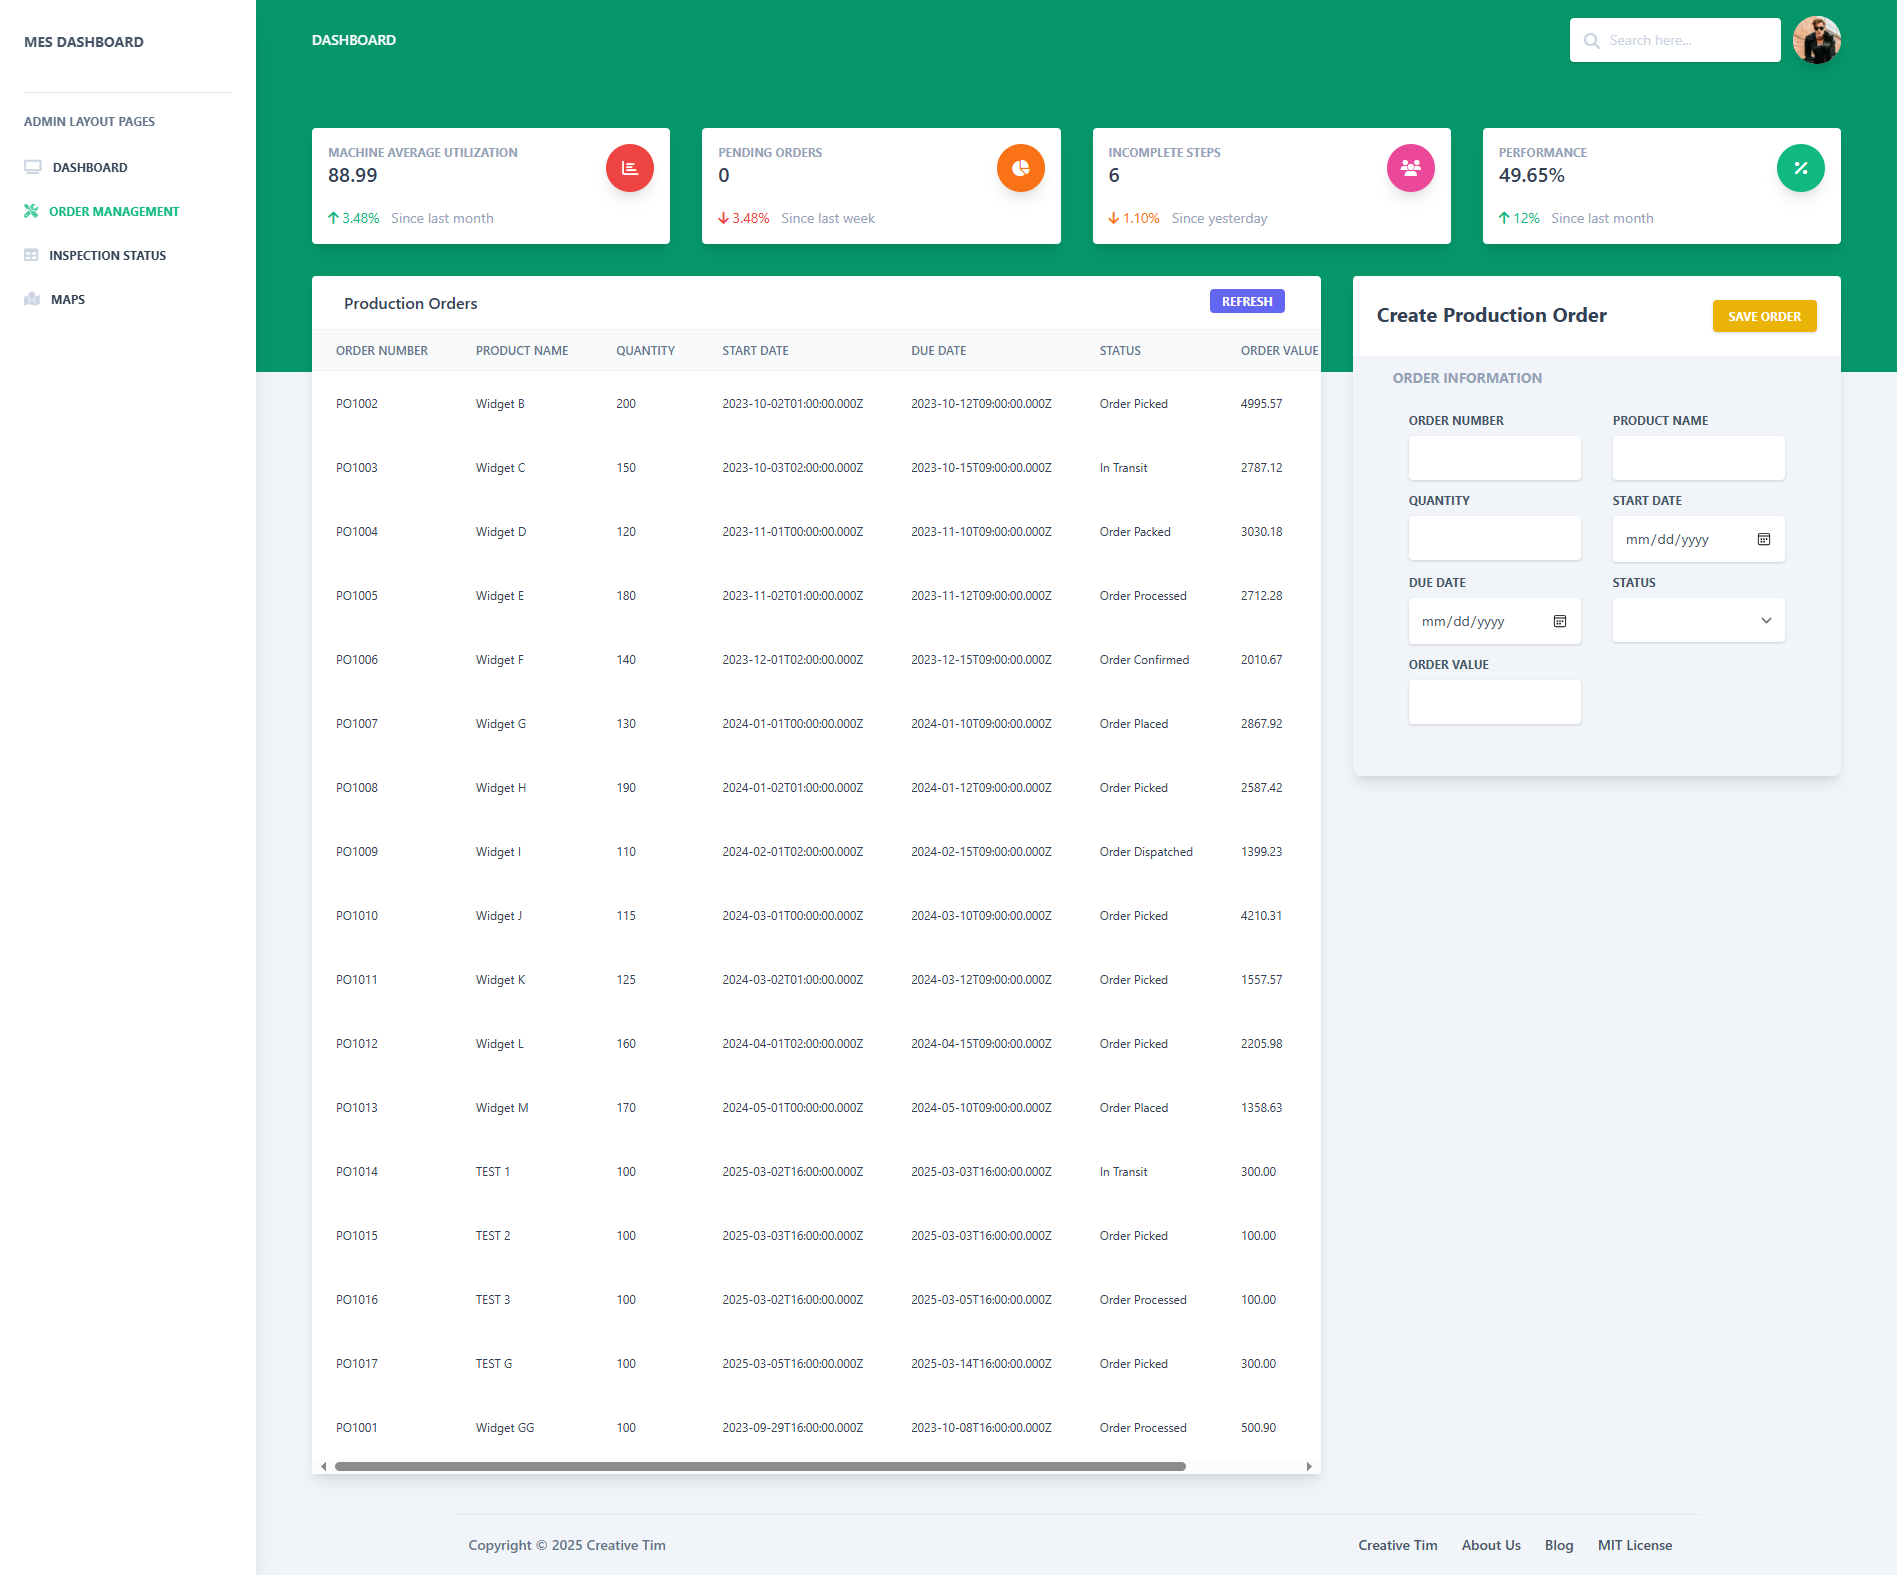 MES DASHBOARD
ADMIN LAYOUT PAGES
DASHBOARD
ORDER MANAGEMENT
INSPECTION STATUS
MAPS
DASHBOARD
Search here...
MACHINE AVERAGE UTILIZATION
88.99
3.48% Since last month
PENDING ORDERS
0
3.48% Since last week
INCOMPLETE STEPS
6
1.10% Since yesterday
PERFORMANCE
49.65%
12% Since last month
Production Orders
REFRESH
ORDER NUMBER PRODUCT NAME QUANTITY START DATE DUE DATE STATUS ORDER VALUE
PO1002 Widget B 200 2023-10-02T01:00:00.000Z 2023-10-12T09:00:00.000Z Order Picked 4995.57
PO1003 Widget C 150 2023-10-03T02:00:00.000Z 2023-10-15T09:00:00.000Z In Transit 2787.12
PO1004 Widget D 120 2023-11-01T00:00:00.000Z 2023-11-10T09:00:00.000Z Order Packed 3030.18
PO1005 Widget E 180 2023-11-02T01:00:00.000Z 2023-11-12T09:00:00.000Z Order Processed 2712.28
PO1006 Widget F 140 2023-12-01T02:00:00.000Z 2023-12-15T09:00:00.000Z Order Confirmed 2010.67
PO1007 Widget G 130 2024-01-01T00:00:00.000Z 2024-01-10T09:00:00.000Z Order Placed 2867.92
PO1008 Widget H 190 2024-01-02T01:00:00.000Z 2024-01-12T09:00:00.000Z Order Picked 2587.42
PO1009 Widget I 110 2024-02-01T02:00:00.000Z 2024-02-15T09:00:00.000Z Order Dispatched 1399.23
PO1010 Widget J 115 2024-03-01T00:00:00.000Z 2024-03-10T09:00:00.000Z Order Picked 4210.31
PO1011 Widget K 125 2024-03-02T01:00:00.000Z 2024-03-12T09:00:00.000Z Order Picked 1557.57
PO1012 Widget L 160 2024-04-01T02:00:00.000Z 2024-04-15T09:00:00.000Z Order Picked 2205.98
PO1013 Widget M 170 2024-05-01T00:00:00.000Z 2024-05-10T09:00:00.000Z Order Placed 1358.63
PO1014 TEST 1 100 2025-03-02T16:00:00.000Z 2025-03-03T16:00:00.000Z In Transit 300.00
PO1015 TEST 2 100 2025-03-03T16:00:00.000Z 2025-03-03T16:00:00.000Z Order Picked 100.00
PO1016 TEST 3 100 2025-03-02T16:00:00.000Z 2025-03-05T16:00:00.000Z Order Processed 100.00
PO1017 TEST G 100 2025-03-05T16:00:00.000Z 2025-03-14T16:00:00.000Z Order Picked 300.00
PO1001 Widget GG 100 2023-09-29T16:00:00.000Z 2023-10-08T16:00:00.000Z Order Processed 500.90
Create Production Order
SAVE ORDER
ORDER INFORMATION
ORDER NUMBER PRODUCT NAME
QUANTITY START DATE
mm/dd/yyyy
DUE DATE STATUS
mm/dd/yyyy
ORDER VALUE
Copyright © 2025 Creative Tim
Creative Tim About Us Blog MIT License